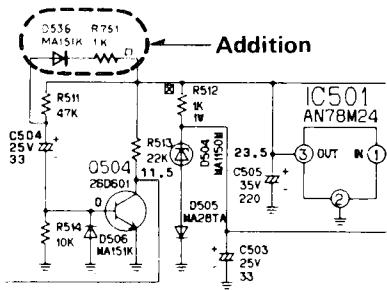 D536
MA151K
R751
1K
Addition
R511
47K
C504
25V
33
R513
22K
11.5
Q504
2SD601
0
R514
10K
D506
MA151K
R512
1K
1W
D504
MA1150M
D505
MA28TA
23.5
C505
35V
220
C503
25V
33
IC501
AN78M24
3
OUT
IN
1
2